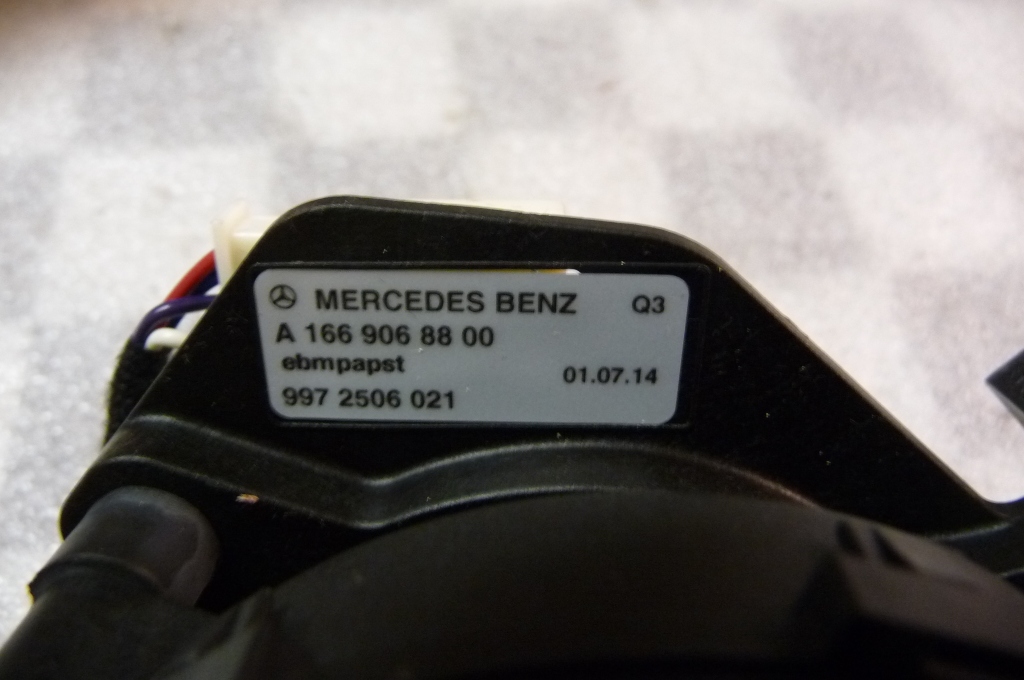 MERCEDES BENZ Q3
A 166 906 88 00
ebmpapst
01.07.14
997 2506 021